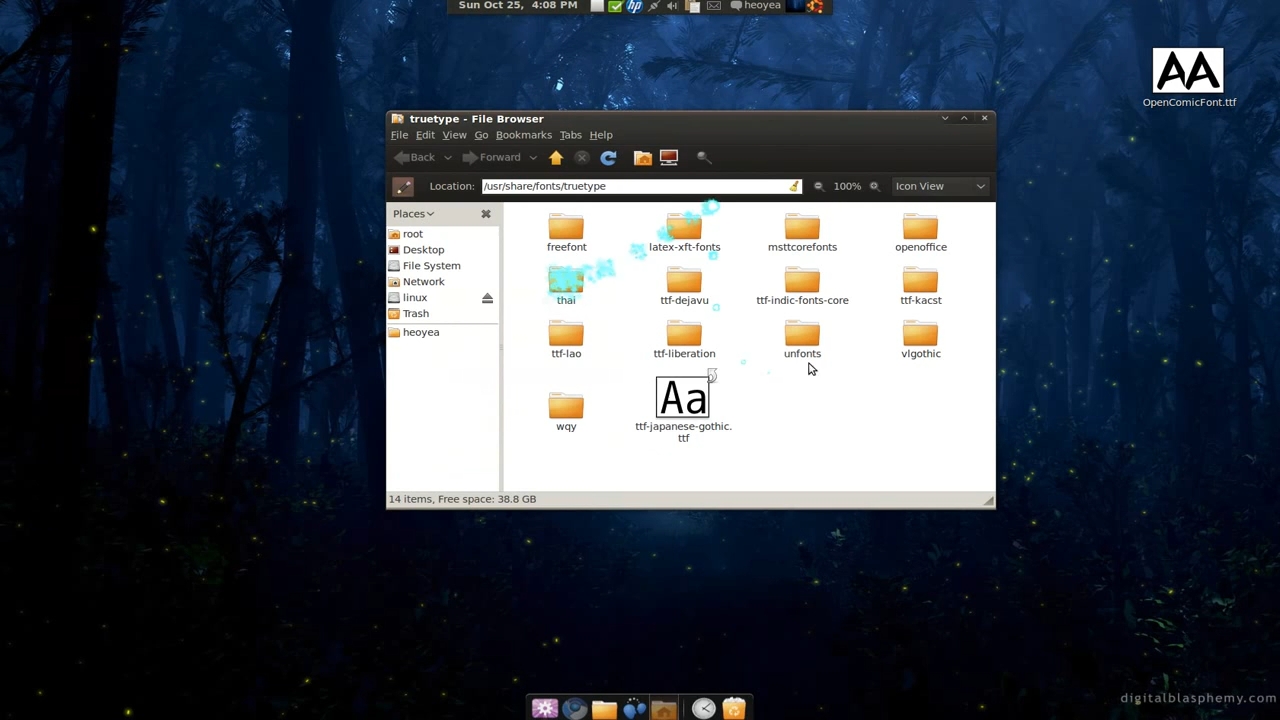 Sun Oct 25, 4:08 PM
hp
heoyea
AA
OpenComicFont.ttf
truetype - File Browser
File Edit View Go Bookmarks Tabs Help
Back Forward
Location: /usr/share/fonts/truetype 100% Icon View
Places
root
Desktop
File System
Network
linux
Trash
heoyea
freefont latex-xft-fonts msttcorefonts openoffice
thai ttf-dejavu ttf-indic-fonts-core ttf-kacst
ttf-lao ttf-liberation unfonts vlgothic
Aa
wqy ttf-japanese-gothic.
ttf
14 items, Free space: 38.8 GB
digitalblasphemy.com